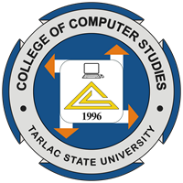 COLLEGE OF COMPUTER STUDIES
1996
TARLAC STATE UNIVERSITY